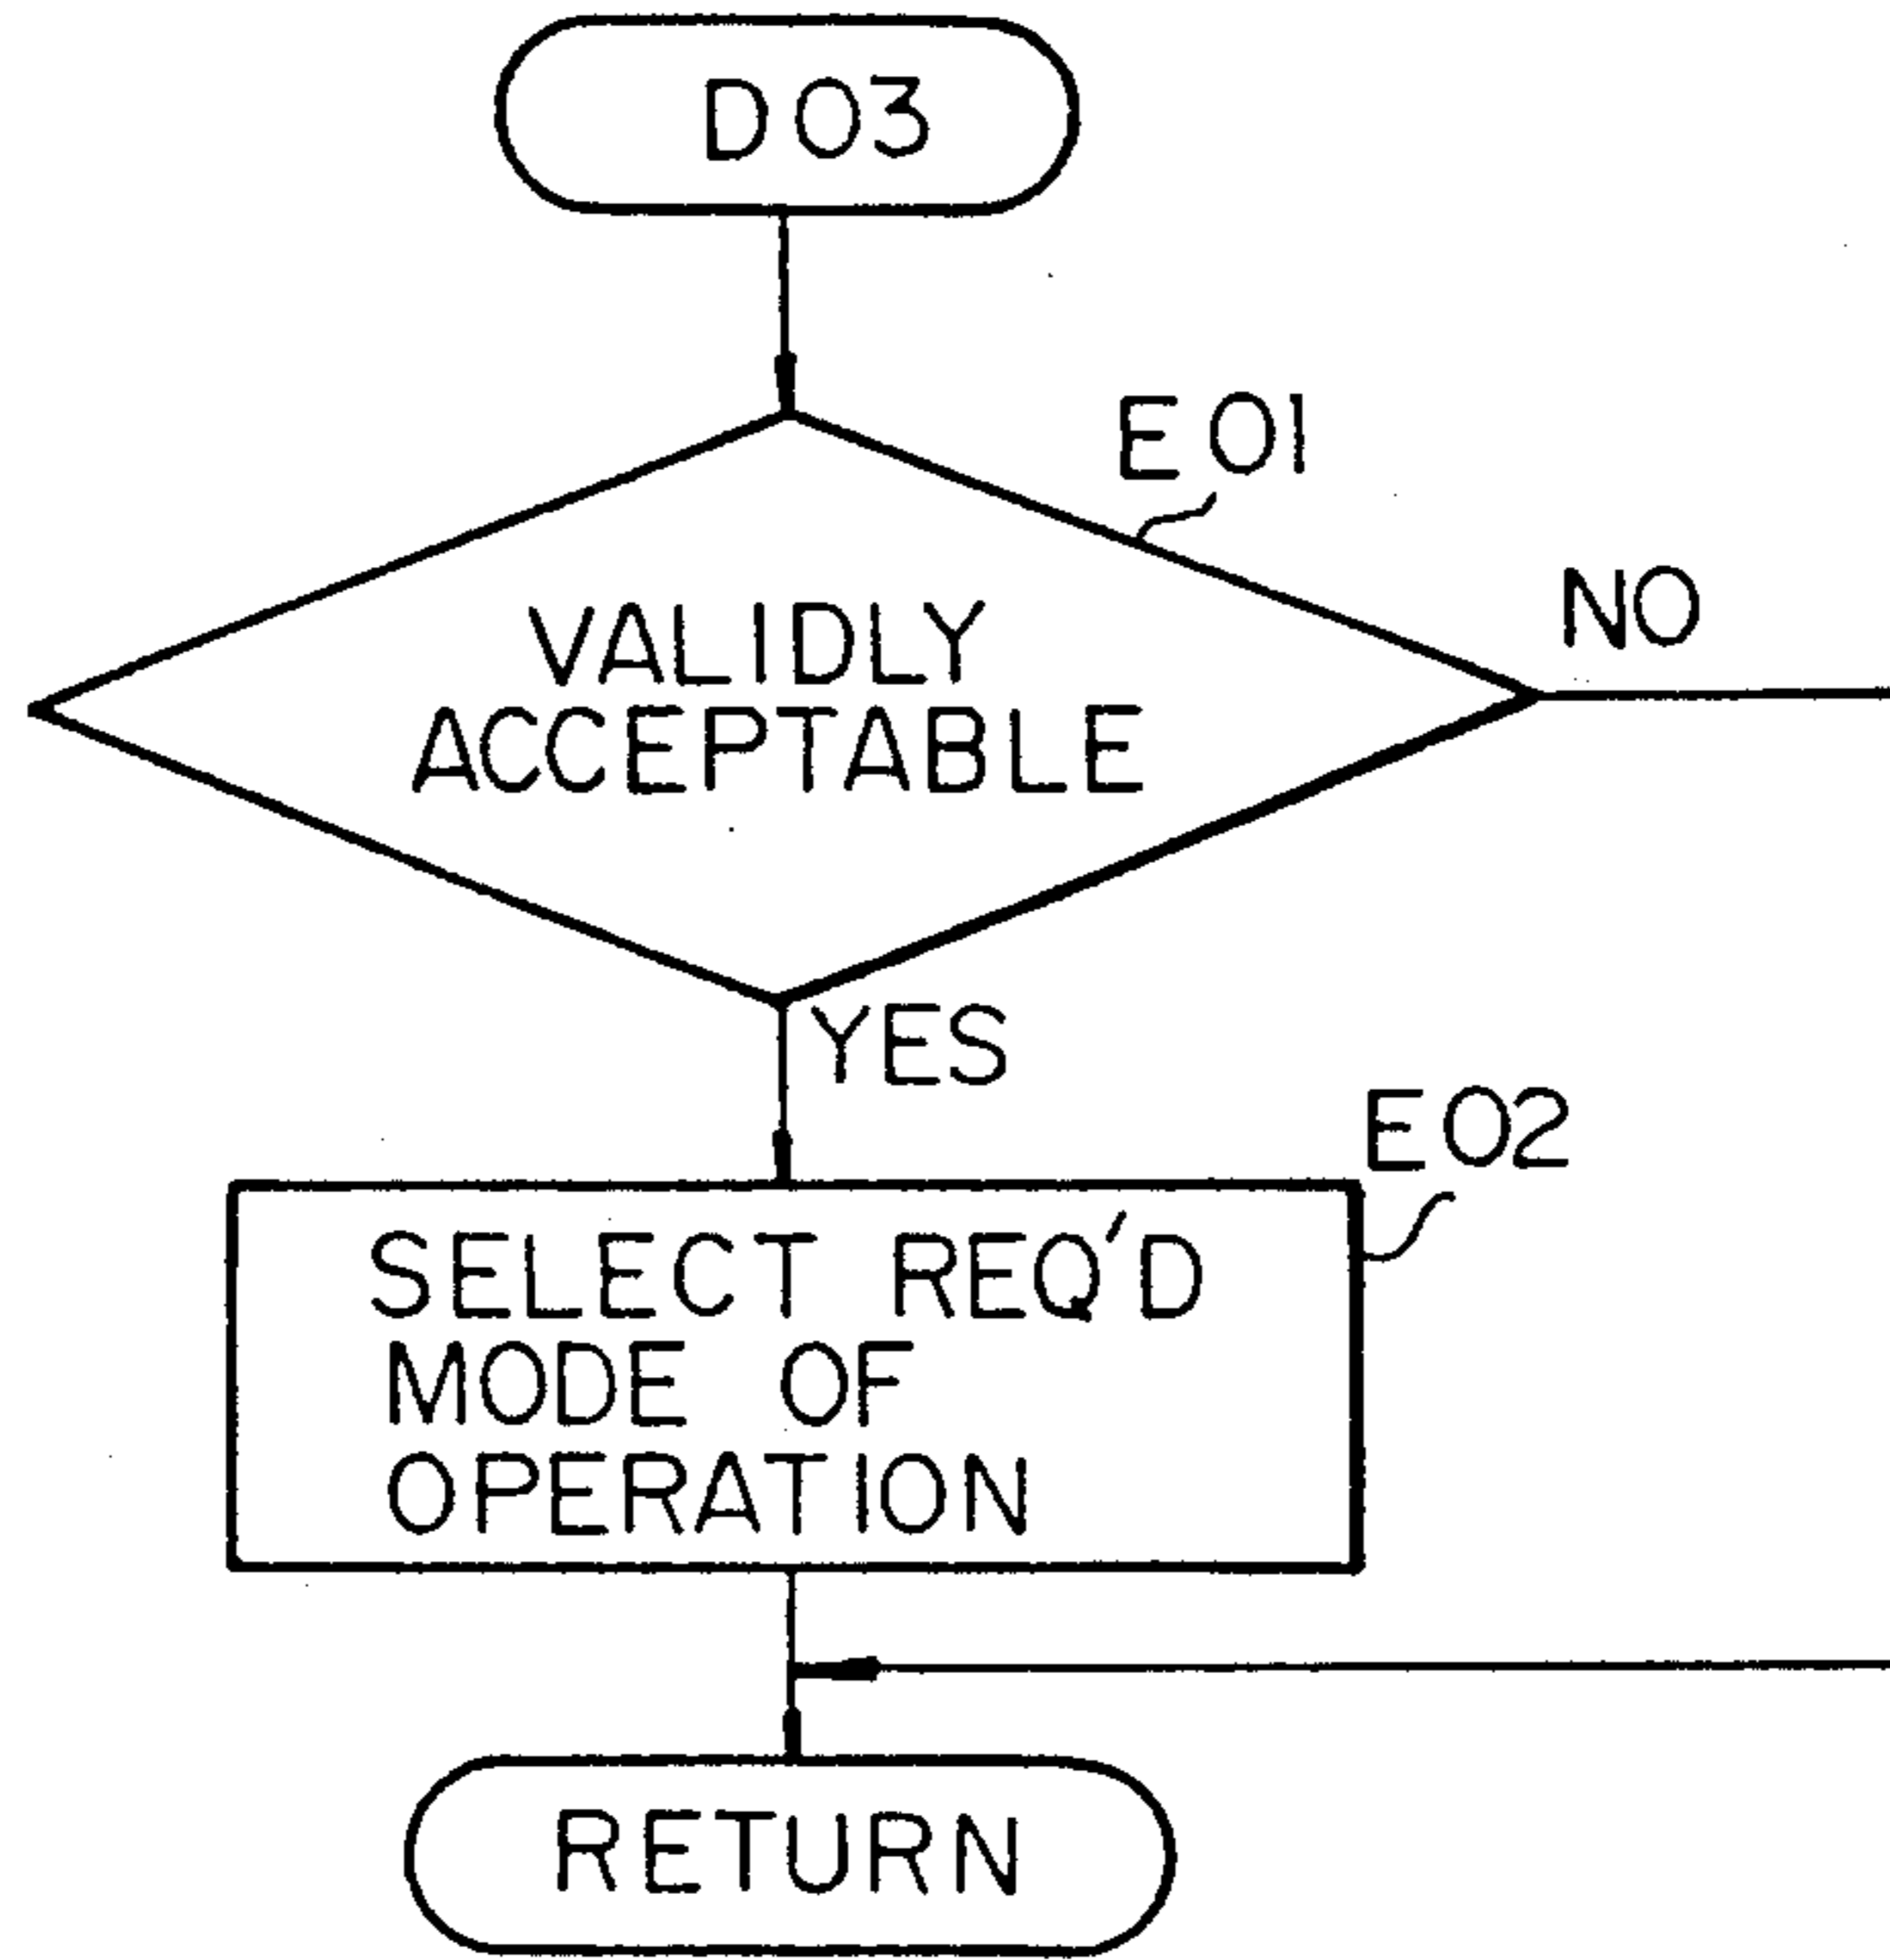 D03
E01
VALIDLY
ACCEPTABLE
NO
YES
E02
SELECT REQ'D
MODE OF
OPERATION
RETURN